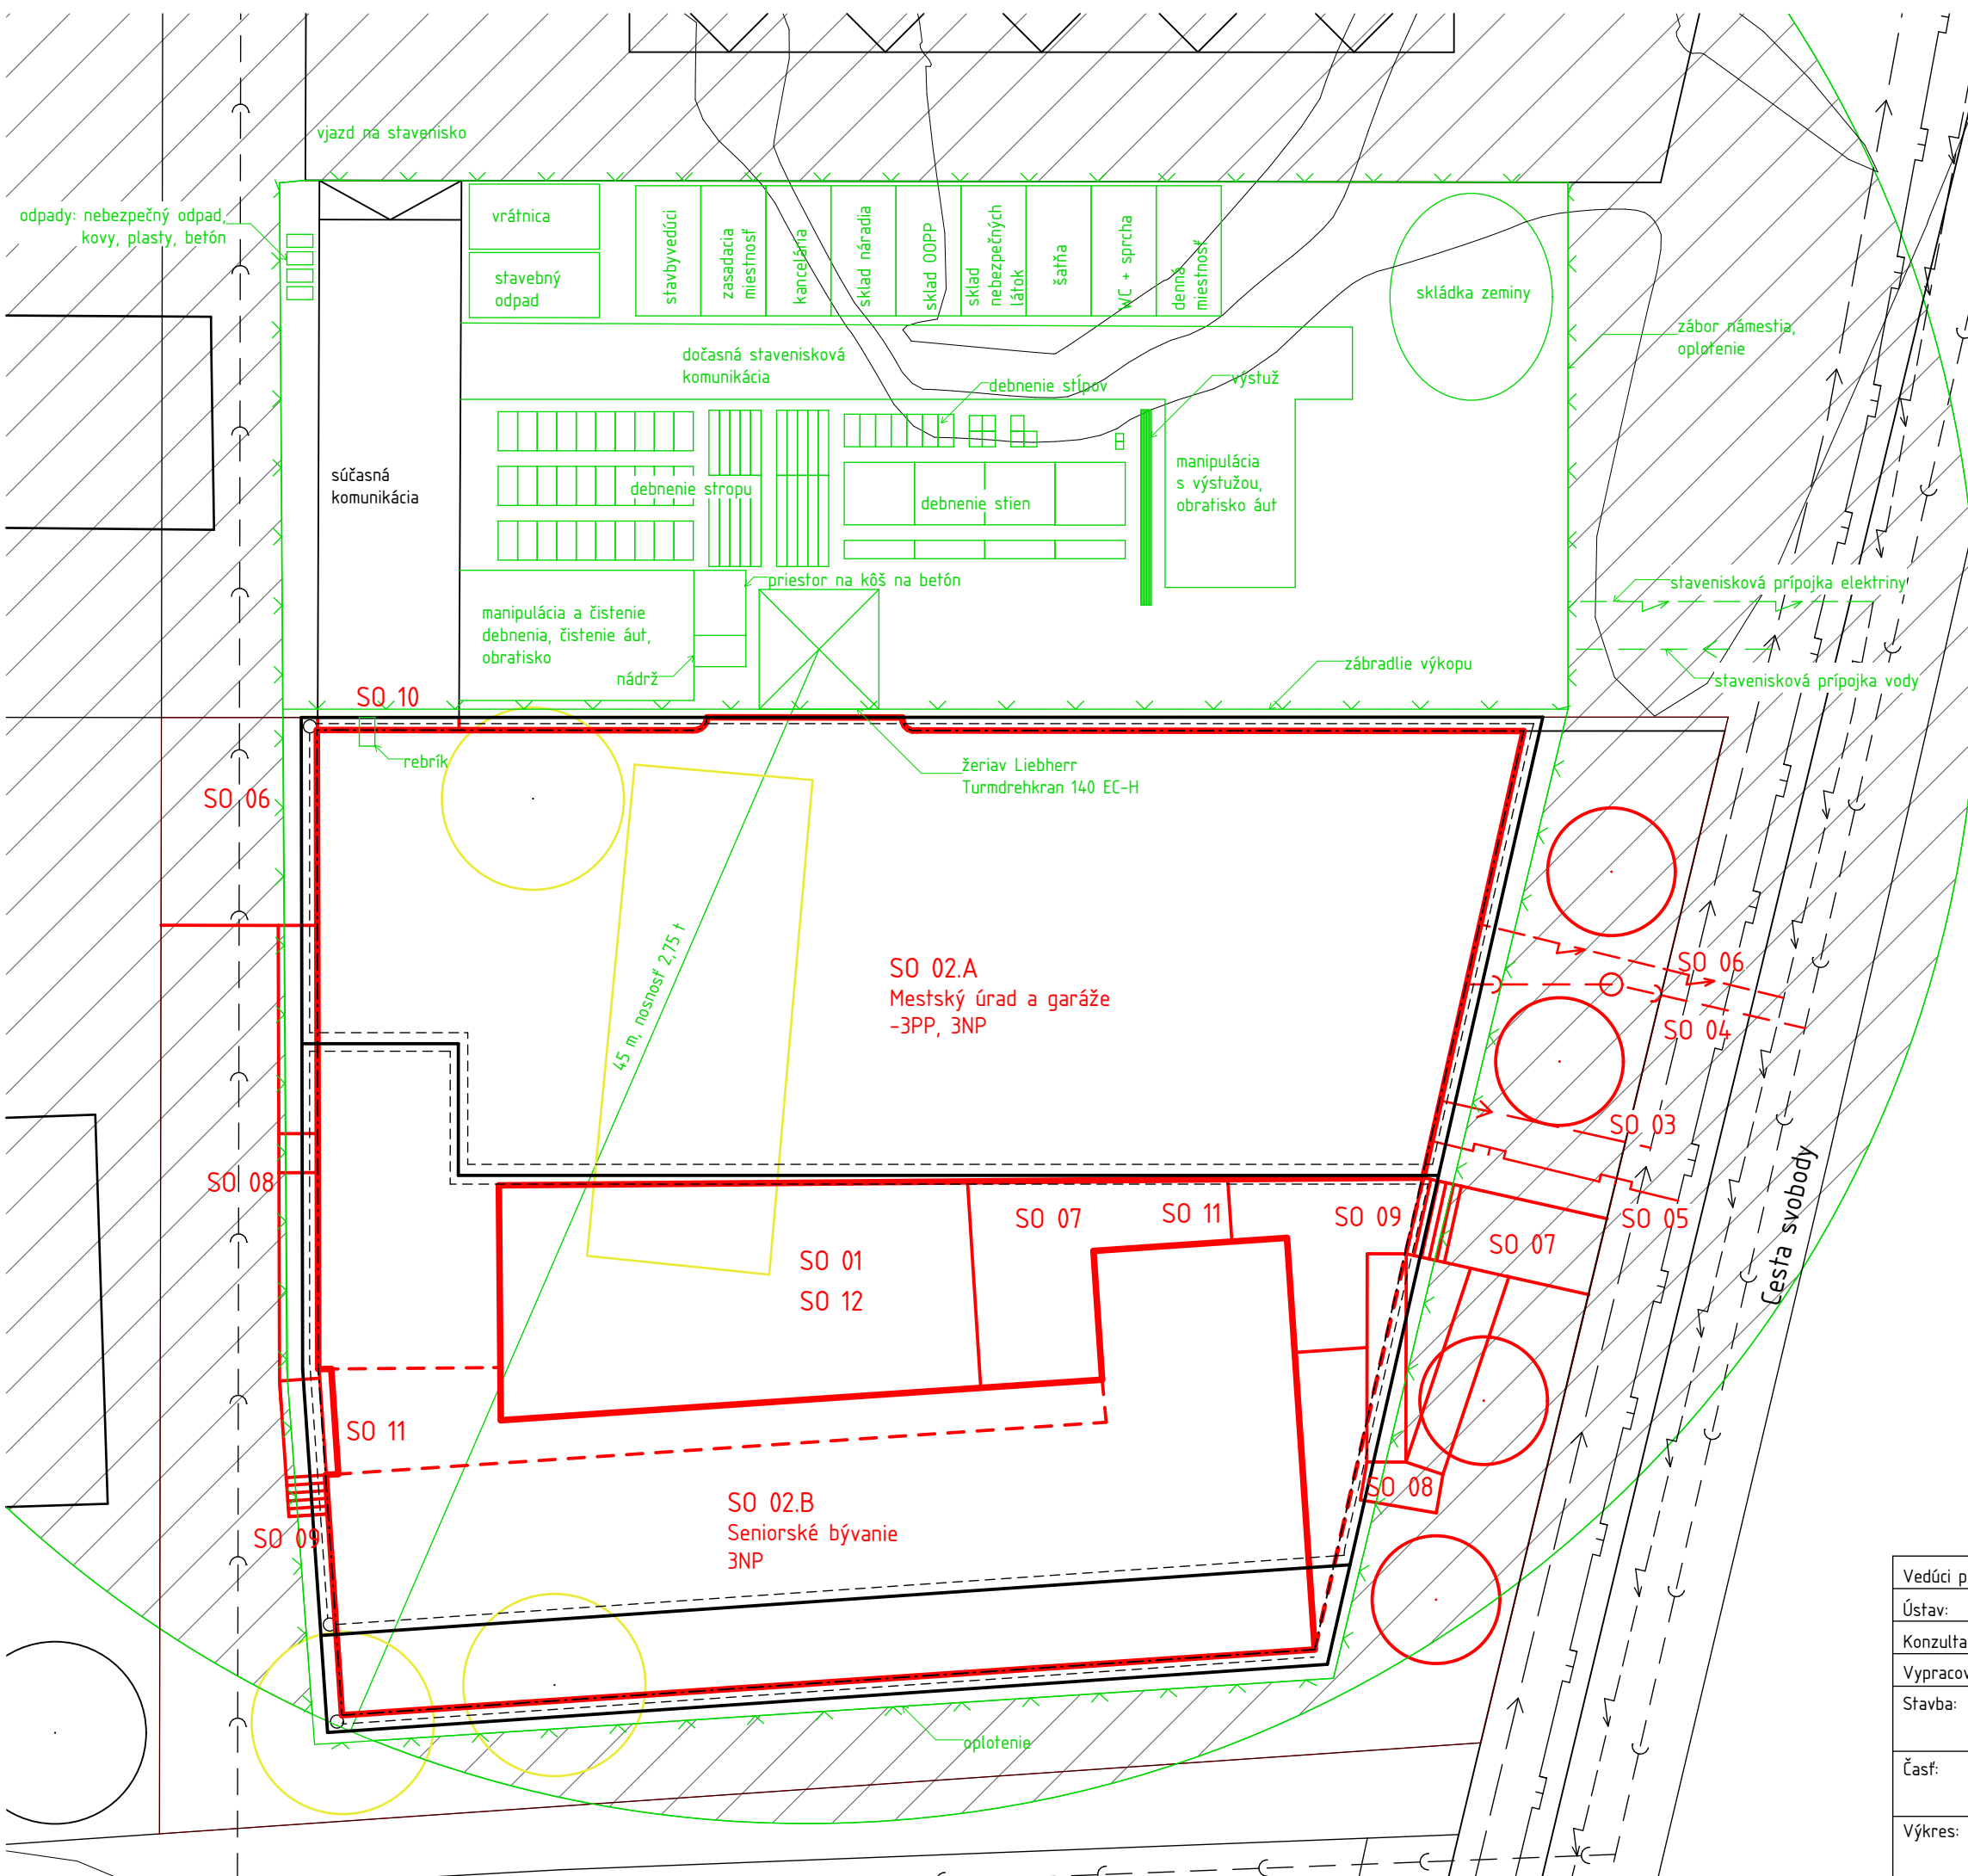 vjazd na stavenisko
odpady: nebezpečný odpad,
kovy, plasty, betón
vrátnica
stavebný
odpad
stavbyvedúci
zasadacia
miestnosť
kancelária
sklad náradia
sklad OOPP
sklad
nebezpečných
látok
šatňa
WC + sprcha
denná
miestnosť
skládka zeminy
zábor námestia,
oplotenie
dočasná stavenisková
komunikácia
debnenie stĺpov
výstuž
súčasná
komunikácia
debnenie stropu
debnenie stien
manipulácia
s výstužou,
obratisko áut
priestor na kôš na betón
stavenisková prípojka elektriny
manipulácia a čistenie
debnenia, čistenie áut,
obratisko
nádrž
zábradlie výkopu
stavenisková prípojka vody
SO 10
rebrík
žeriav Liebherr
Turmdrehkran 140 EC-H
SO 06
45 m, nosnosť 2,75 t
SO 02.A
Mestský úrad a garáže
-3PP, 3NP
SO 06
SO 04
SO 03
SO 08
SO 07
SO 11
SO 09
SO 05
SO 07
Cesta svobody
SO 01
SO 12
SO 11
SO 08
SO 02.B
Seniorské bývanie
3NP
SO 09
oplotenie
Vedúci p
Ústav:
Konzulta
Vypracov
Stavba:
Časť:
Výkres: